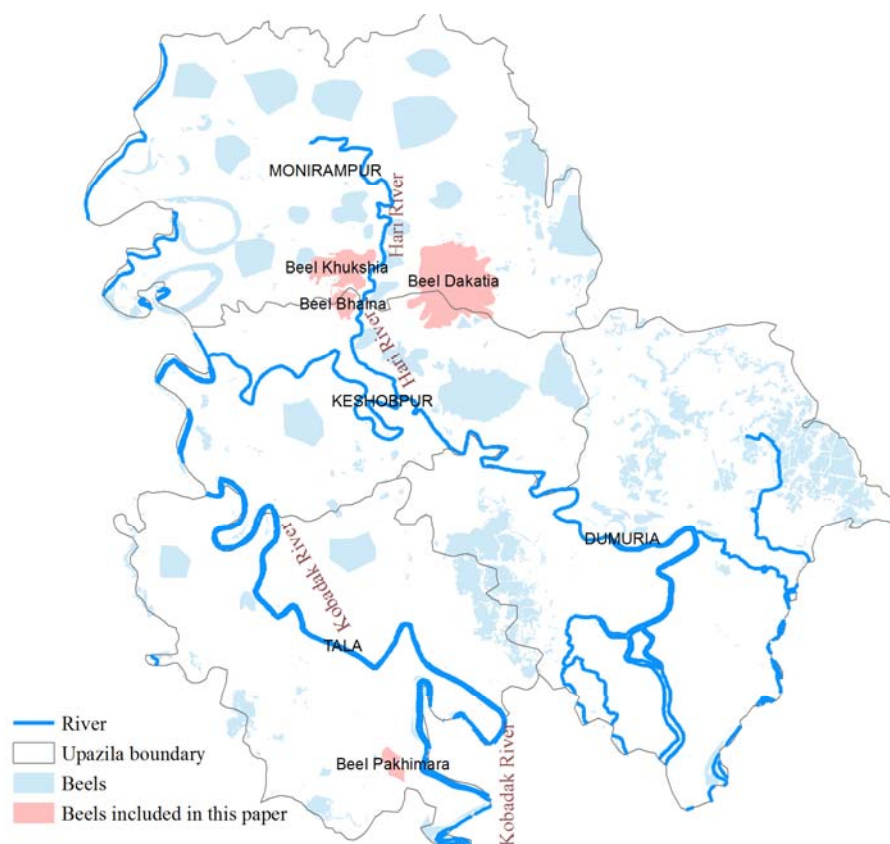 MONIRAMPUR
Hari River
Beel Khukshia
Beel Dakatia
Beel Bhaina
Hari River
KESHOBPUR
Kobadak River
DUMURIA
TALA
Kobadak River
Beel Pakhimara
River
Upazila boundary
Beels
Beels included in this paper